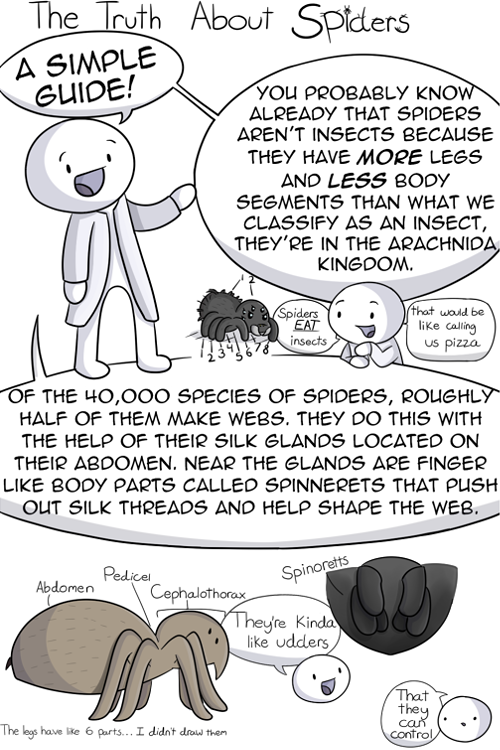 The Truth About Spiders
A SIMPLE
GUIDE!
YOU PROBABLY KNOW
ALREADY THAT SPIDERS
AREN'T INSECTS BECAUSE
THEY HAVE MORE LEGS
AND LESS BODY
SEGMENTS THAN WHAT WE
CLASSIFY AS AN INSECT,
THEY'RE IN THE ARACHNIDA
KINGDOM.
1 2
1 2 3 4 5 6 7 8
Spiders
EAT
insects
that would be
like calling
us pizza
OF THE 40,000 SPECIES OF SPIDERS, ROUGHLY
HALF OF THEM MAKE WEBS. THEY DO THIS WITH
THE HELP OF THEIR SILK GLANDS LOCATED ON
THEIR ABDOMEN. NEAR THE GLANDS ARE FINGER
LIKE BODY PARTS CALLED SPINNERETS THAT PUSH
OUT SILK THREADS AND HELP SHAPE THE WEB.
Abdomen
Pedicel
Cephalothorax
Spinoretts
They're Kinda
like udders
The legs have like 6 parts... I didn't draw them
That
they
can
control